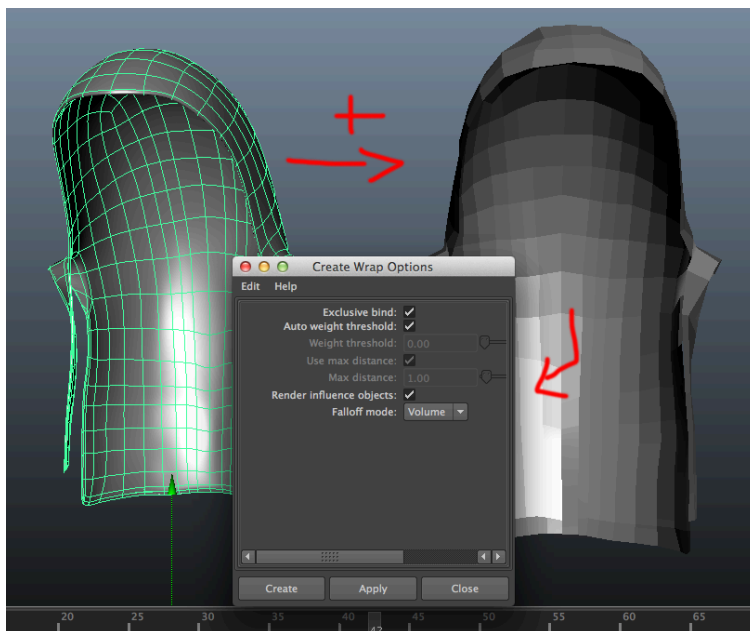 Create Wrap Options
Edit Help
Exclusive bind:
Auto weight threshold:
Weight threshold: 0.00
Use max distance:
Max distance: 1.00
Render influence objects:
Falloff mode: Volume
Create Apply Close
20 25 30 35 40 45 50 55 60 65
42